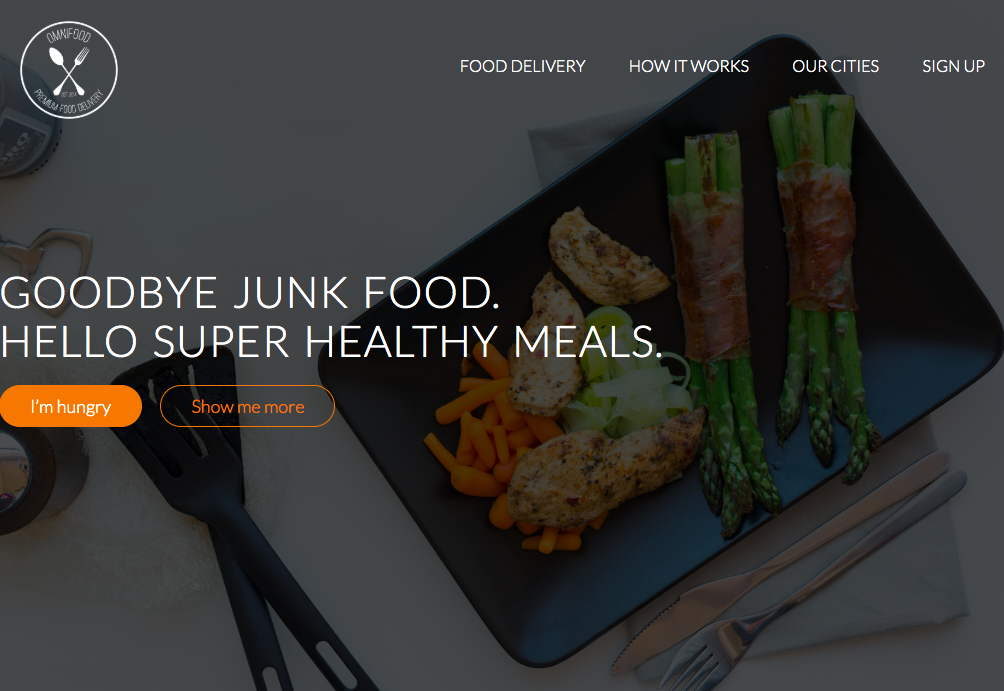 OMNIFOOD
EST 2014
PREMIUM FOOD DELIVERY
FOOD DELIVERY
HOW IT WORKS
OUR CITIES
SIGN UP
GOODBYE JUNK FOOD.
HELLO SUPER HEALTHY MEALS.
I'm hungry
Show me more